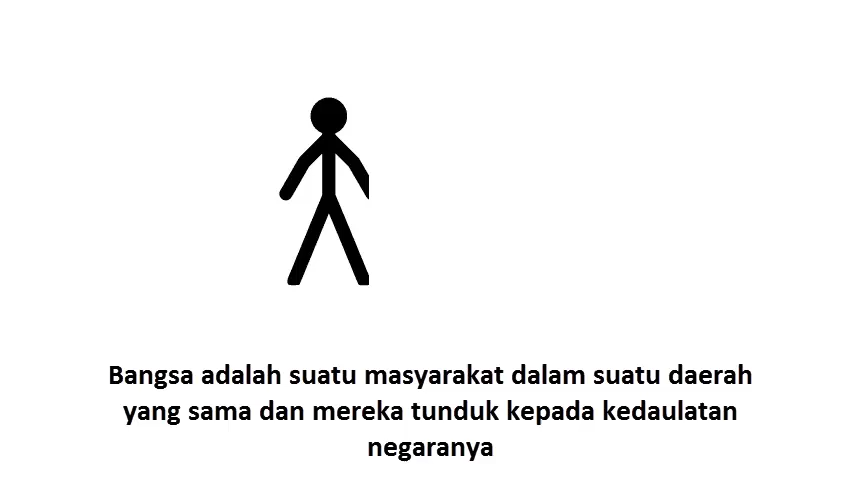 Bangsa adalah suatu masyarakat dalam suatu daerah
yang sama dan mereka tunduk kepada kedaulatan
negaranya